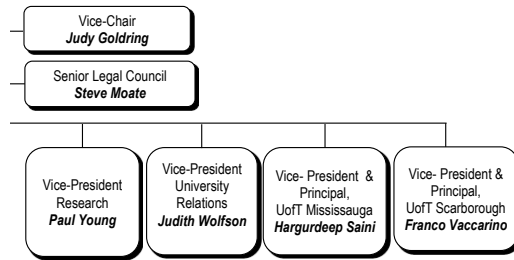 Vice-Chair
Judy Goldring
Senior Legal Council
Steve Moate
Vice-President
Research
Paul Young
Vice-President
University
Relations
Judith Wolfson
Vice- President &
Principal,
UofT Mississauga
Hargurdeep Saini
Vice- President &
Principal,
UofT Scarborough
Franco Vaccarino